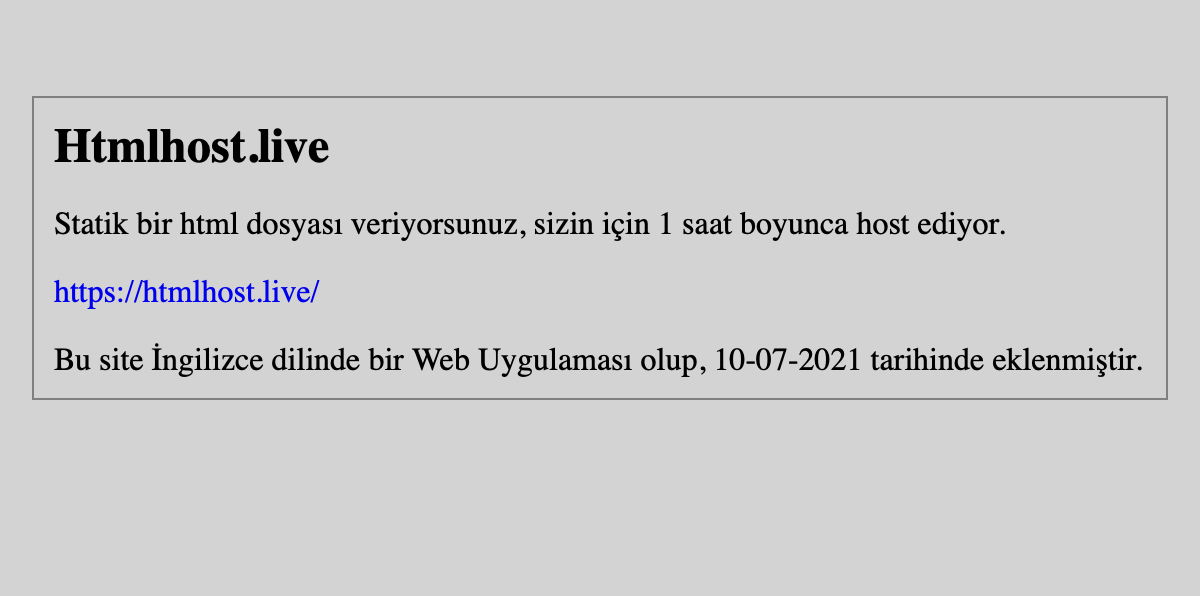 Htmlhost.live
Statik bir html dosyası veriyorsunuz, sizin için 1 saat boyunca host ediyor.
https://htmlhost.live/
Bu site İngilizce dilinde bir Web Uygulaması olup, 10-07-2021 tarihinde eklenmiştir.